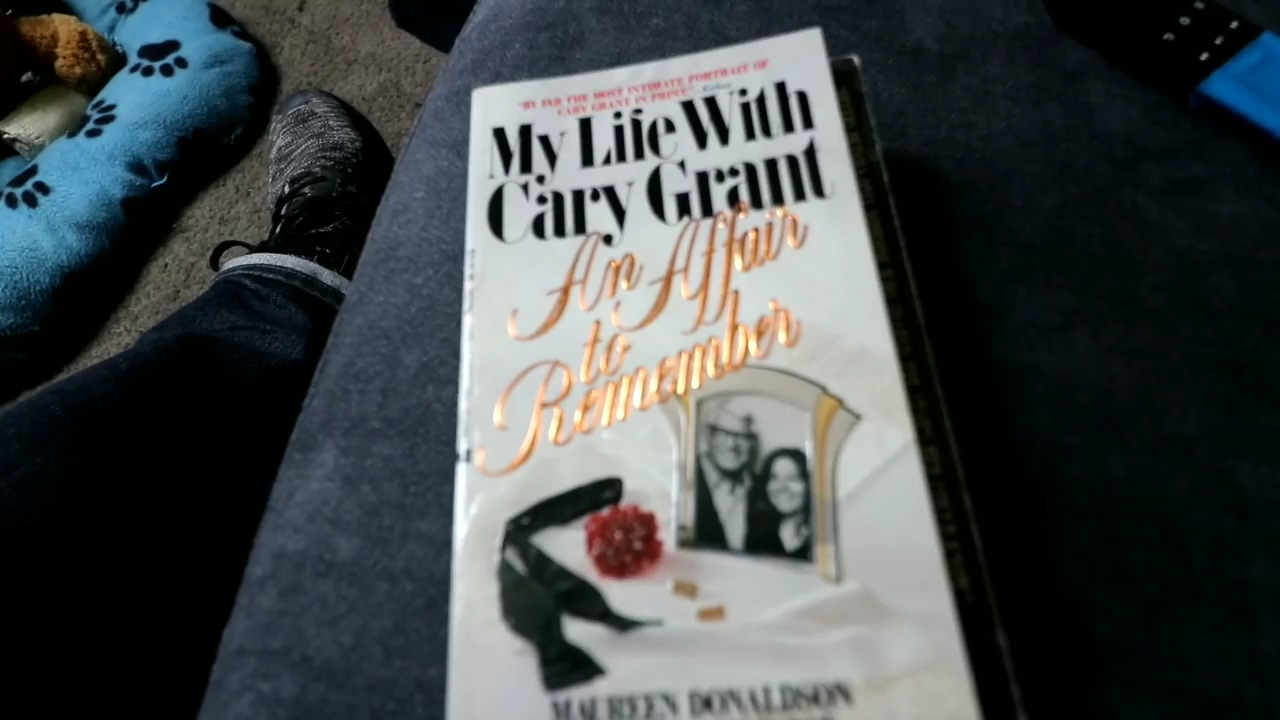 "BY FAR THE MOST INTIMATE PORTRAIT OF
CARY GRANT IN PRINT." —Kirkus
My Life With
Cary Grant
An Affair
to
Remember
MAUREEN DONALDSON